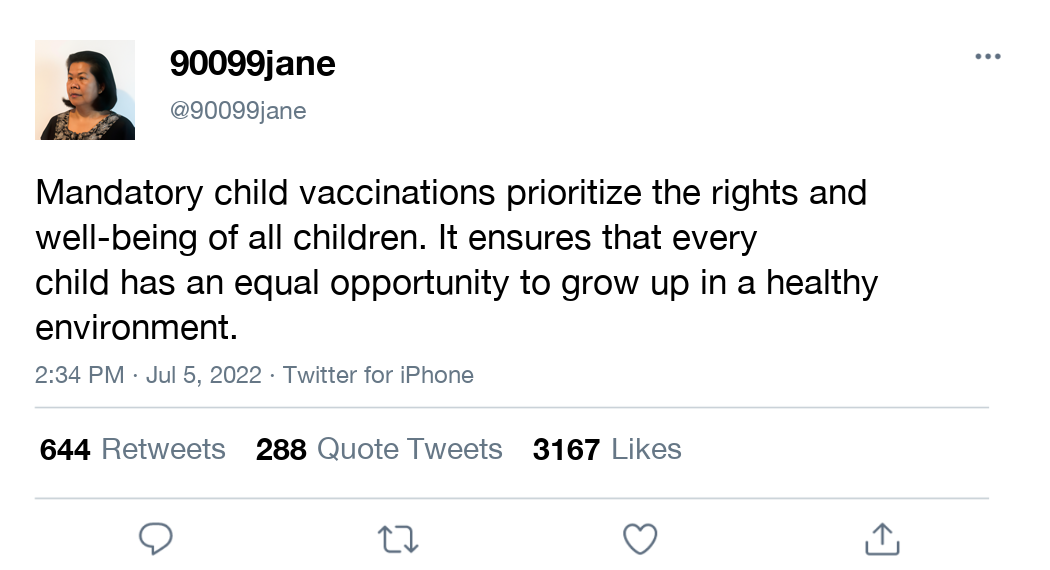 90099jane
@90099jane
Mandatory child vaccinations prioritize the rights and
well-being of all children. It ensures that every
child has an equal opportunity to grow up in a healthy
environment.
2:34 PM · Jul 5, 2022 · Twitter for iPhone
644 Retweets 288 Quote Tweets 3167 Likes